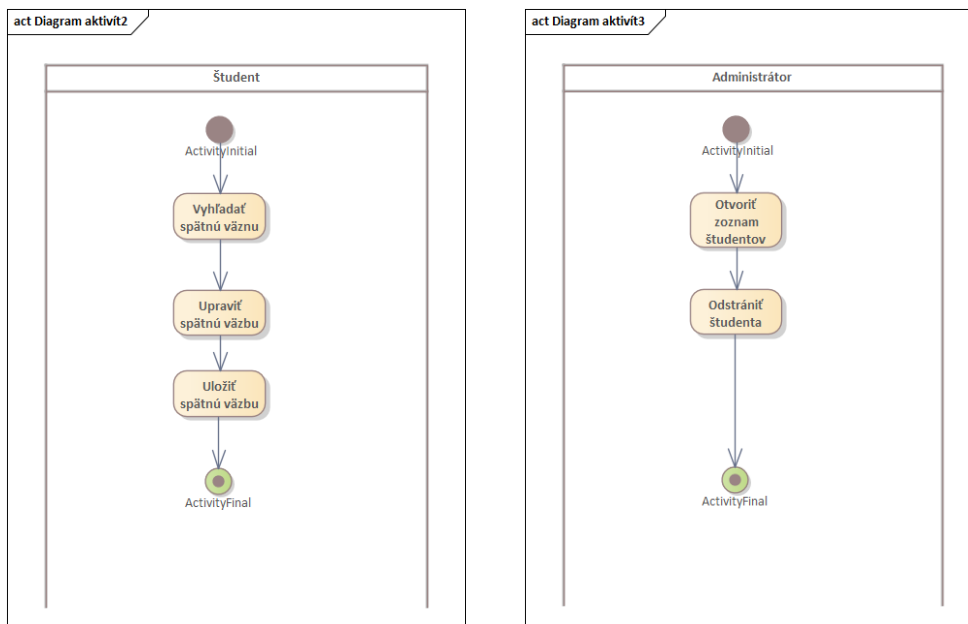 act Diagram aktivít2
Študent
ActivityInitial
Vyhľadať
spätnú väznu
Upraviť
spätnú väzbu
Uložiť
spätnú väzbu
ActivityFinal
act Diagram aktivít3
Administrátor
ActivityInitial
Otvoriť
zoznam
študentov
Odstrániť
študenta
ActivityFinal